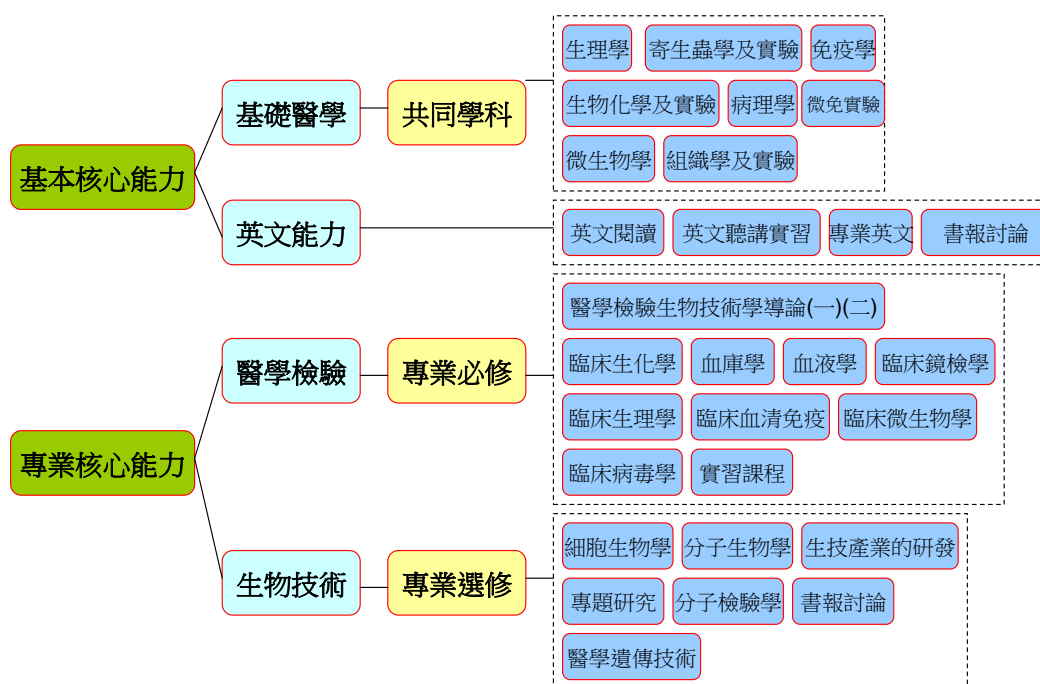 生理學 寄生蟲學及實驗 免疫學
基礎醫學 共同學科 生物化學及實驗 病理學 微免實驗
微生物學 組織學及實驗
基本核心能力
英文能力 英文閱讀 英文聽講實習 專業英文 書報討論
醫學檢驗生物技術學導論(一)(二)
醫學檢驗 專業必修 臨床生化學 血庫學 血液學 臨床鏡檢學
臨床生理學 臨床血清免疫 臨床微生物學
專業核心能力 臨床病毒學 實習課程
細胞生物學 分子生物學 生技產業的研發
生物技術 專業選修 專題研究 分子檢驗學 書報討論
醫學遺傳技術